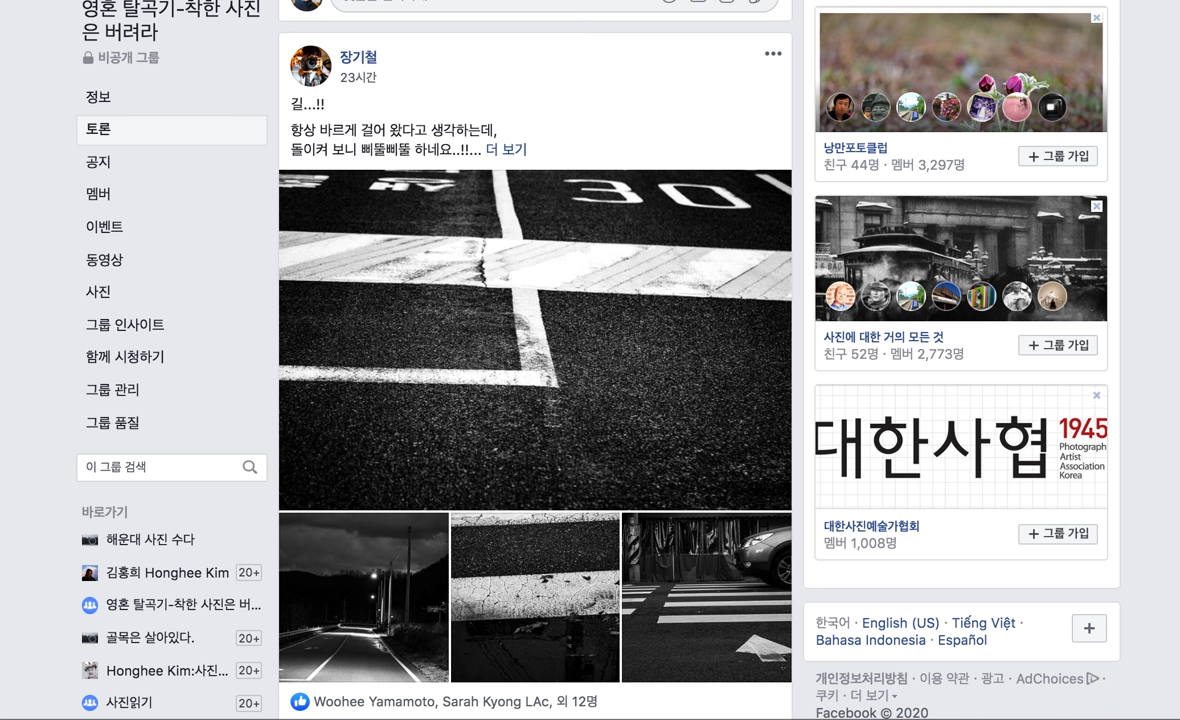 영혼 탈곡기-착한 사진
은 버려라
비공개 그룹
정보
토론
공지
멤버
이벤트
동영상
사진
그룹 인사이트
함께 시청하기
그룹 관리
그룹 품질
이 그룹 검색
바로가기
해운대 사진 수다
김홍희 Honghee Kim 20+
영혼 탈곡기-착한 사진은 버...
골목은 살아있다. 20+
Honghee Kim:사진... 20+
사진읽기 20+
장기철
23시간
길...!!
항상 바르게 걸어 왔다고 생각하는데,
돌이켜 보니 삐뚤삐뚤 하네요..!!... 더 보기
30
Woohee Yamamoto, Sarah Kyong LAc, 외 12명
낭만포토클럽
친구 44명 · 멤버 3,297명
+ 그룹 가입
사진에 대한 거의 모든 것
친구 52명 · 멤버 2,773명
+ 그룹 가입
대한사협
1945
Photograph
Artist
Association
Korea
대한사진예술가협회
멤버 1,008명
+ 그룹 가입
한국어 · English (US) · Tiếng Việt ·
Bahasa Indonesia · Español
개인정보처리방침 · 이용 약관 · 광고 · AdChoices ·
쿠키 · 더 보기
Facebook © 2020